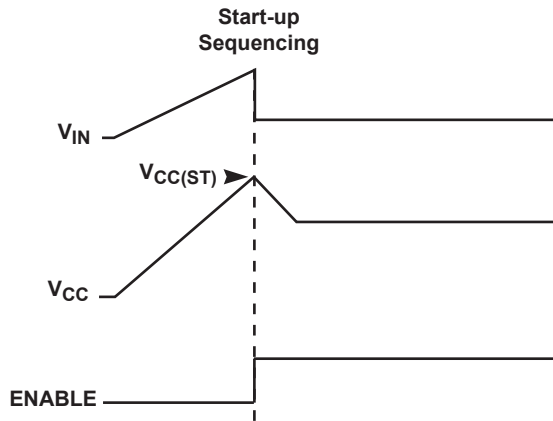 Start-up
Sequencing
VIN
VCC(ST)
VCC
ENABLE